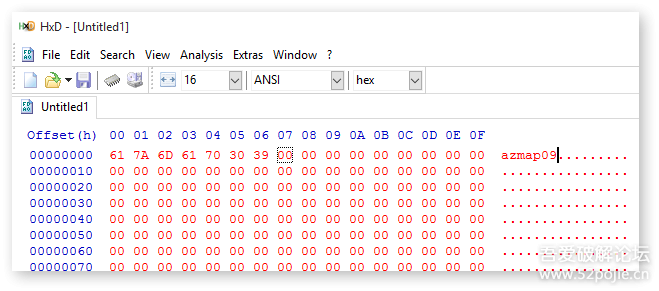 HxD - [Untitled1]
File Edit Search View Analysis Extras Window ?
16 ANSI hex
Untitled1
Offset(h) 00 01 02 03 04 05 06 07 08 09 0A 0B 0C 0D 0E 0F
00000000 61 7A 6D 61 70 30 39 00 00 00 00 00 00 00 00 00 azmap09.........
00000010 00 00 00 00 00 00 00 00 00 00 00 00 00 00 00 00 ................
00000020 00 00 00 00 00 00 00 00 00 00 00 00 00 00 00 00 ................
00000030 00 00 00 00 00 00 00 00 00 00 00 00 00 00 00 00 ................
00000040 00 00 00 00 00 00 00 00 00 00 00 00 00 00 00 00 ................
00000050 00 00 00 00 00 00 00 00 00 00 00 00 00 00 00 00 ................
00000060 00 00 00 00 00 00 00 00 00 00 00 00 00 00 00 00 ................
00000070 00 00 00 00 00 00 00 00 00 00 00 00 00 00 00 00 ................
吾爱破解论坛
www.52pojie.cn